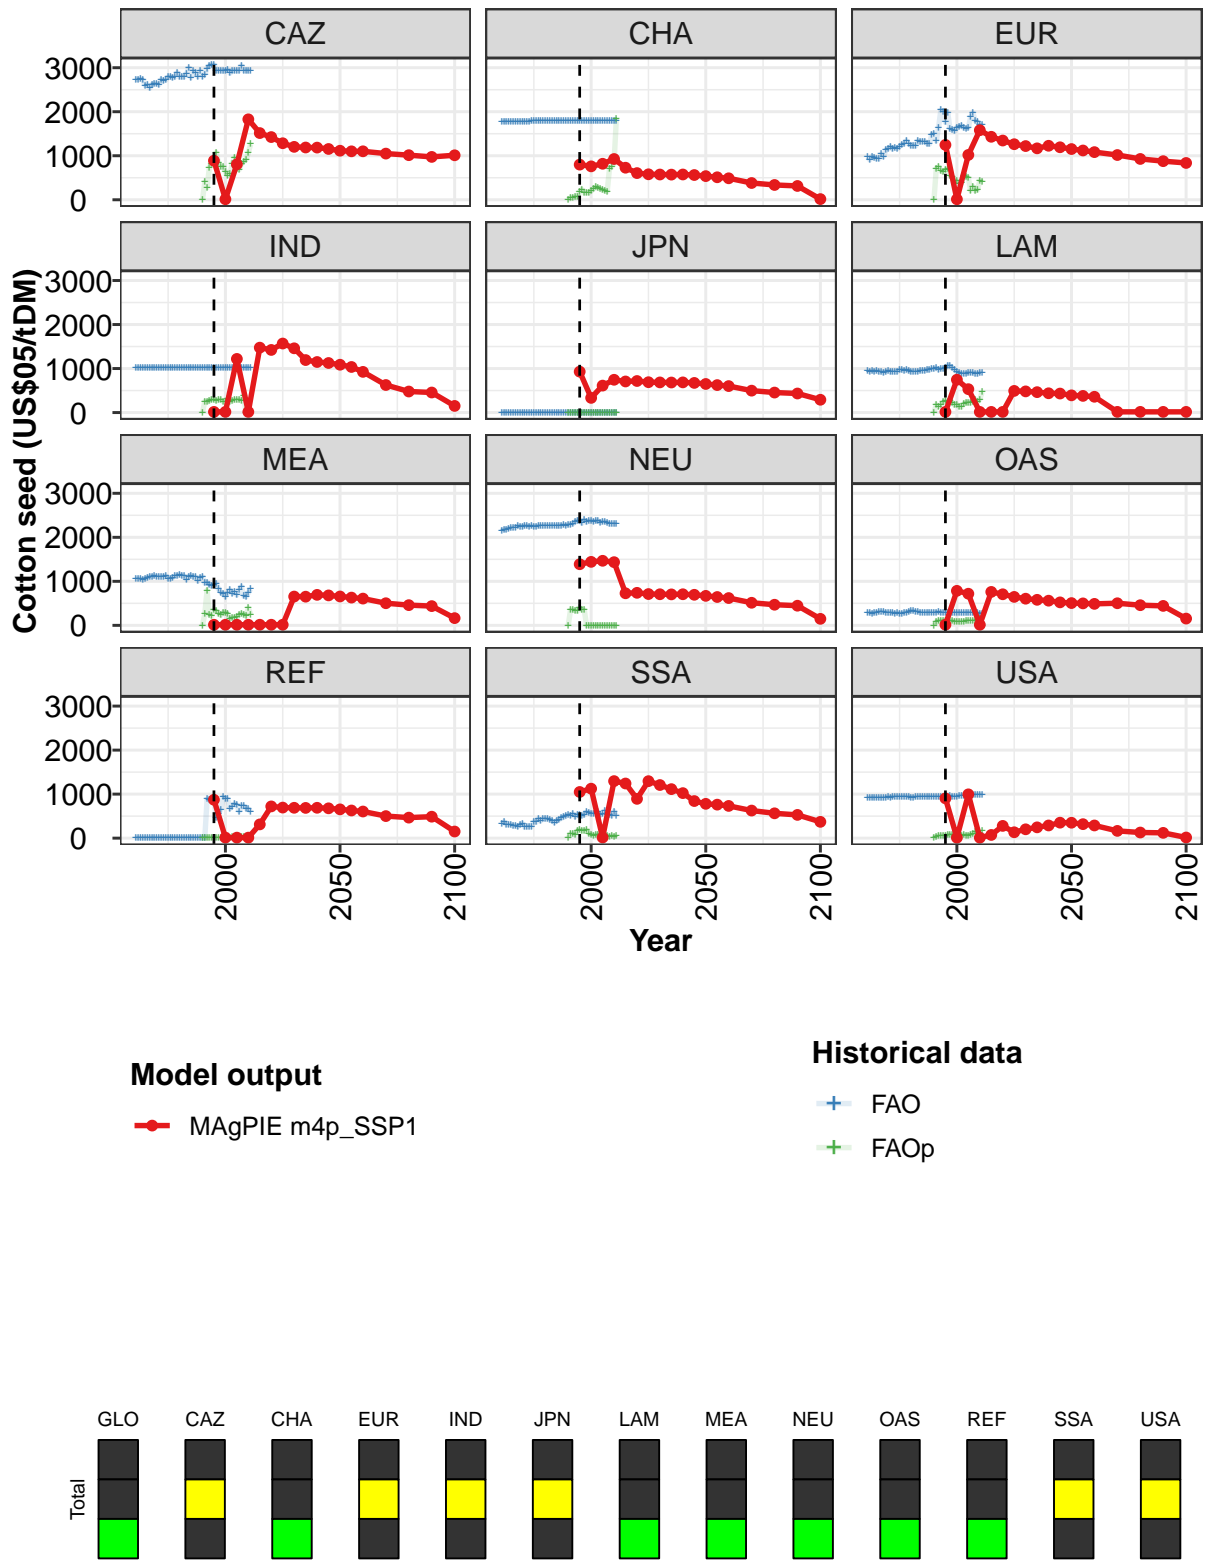 CAZ CHA EUR
3000
2000
1000
0
IND JPN LAM
3000
2000
1000
0
MEA NEU OAS
3000
2000
1000
0
REF SSA USA
3000
2000
1000
0
Cotton seed (US$05/tDM)
2000 2050 2100 2000 2050 2100 2000 2050 2100
Year
Model output
MAgPIE m4p_SSP1
Historical data
FAO
FAOp
GLO CAZ CHA EUR IND JPN LAM MEA NEU OAS REF SSA USA
Total